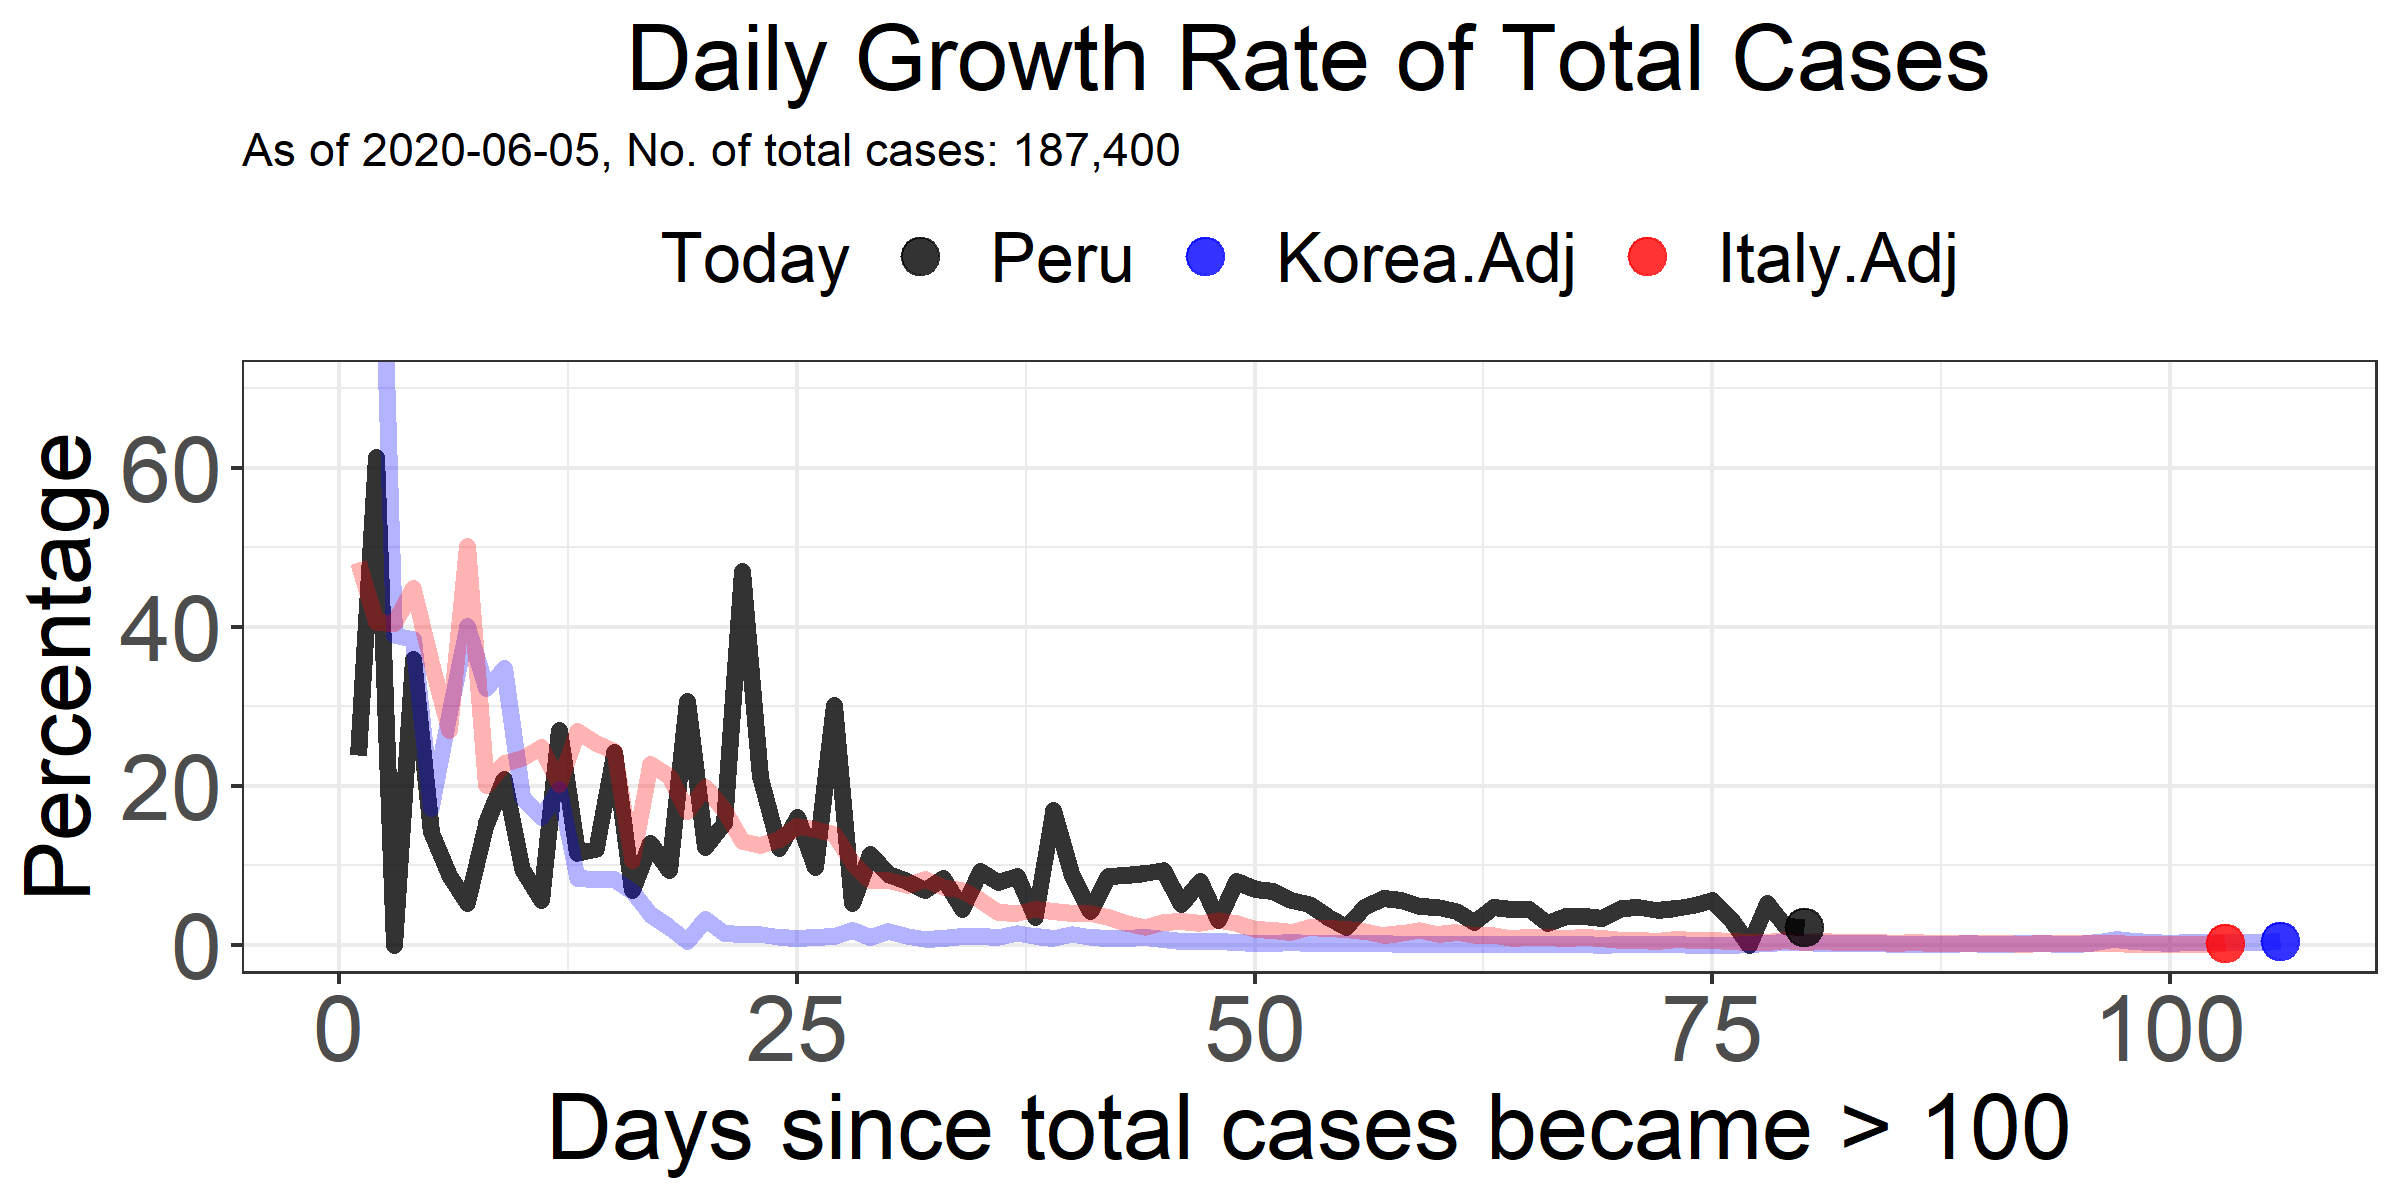 Daily Growth Rate of Total Cases
As of 2020-06-05, No. of total cases: 187,400
Today Peru Korea.Adj Italy.Adj
Percentage
60
40
20
0
0 25 50 75 100
Days since total cases became > 100